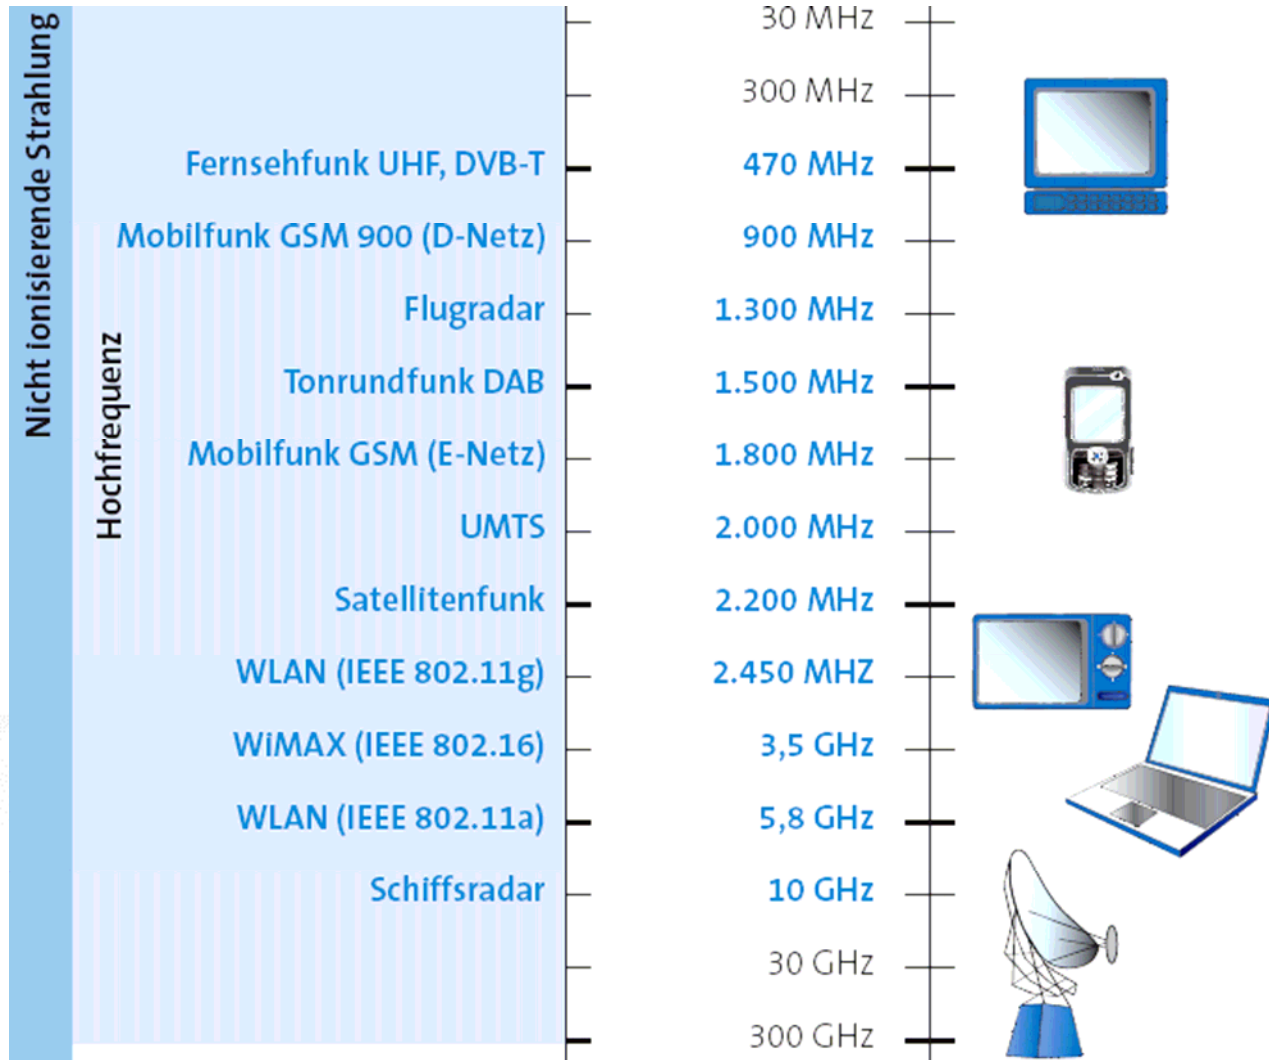 Nicht ionisierende Strahlung
Hochfrequenz
30 MHz
300 MHz
Fernsehfunk UHF, DVB-T 470 MHz
Mobilfunk GSM 900 (D-Netz) 900 MHz
Flugradar 1.300 MHz
Tonrundfunk DAB 1.500 MHz
Mobilfunk GSM (E-Netz) 1.800 MHz
UMTS 2.000 MHz
Satellitenfunk 2.200 MHz
WLAN (IEEE 802.11g) 2.450 MHZ
WiMAX (IEEE 802.16) 3,5 GHz
WLAN (IEEE 802.11a) 5,8 GHz
Schiffsradar 10 GHz
30 GHz
300 GHz